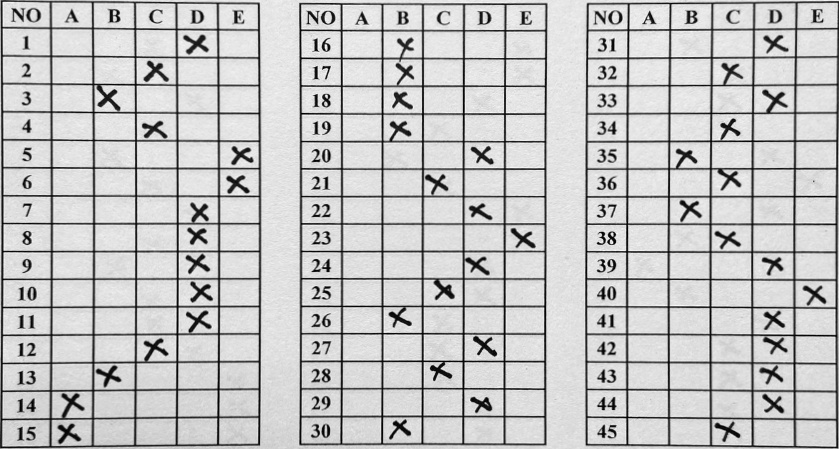 NO A B C D E NO A B C D E NO A B C D E
1 X 16 X 31 X
2 X 17 X 32 X
3 X 18 X 33 X
4 X 19 X 34 X
5 X 20 X 35 X
6 X 21 X 36 X
7 X 22 X 37 X
8 X 23 X 38 X
9 X 24 X 39 X
10 X 25 X 40 X
11 X 26 X 41 X
12 X 27 X 42 X
13 X 28 X 43 X
14 X 29 X 44 X
15 X 30 X 45 X